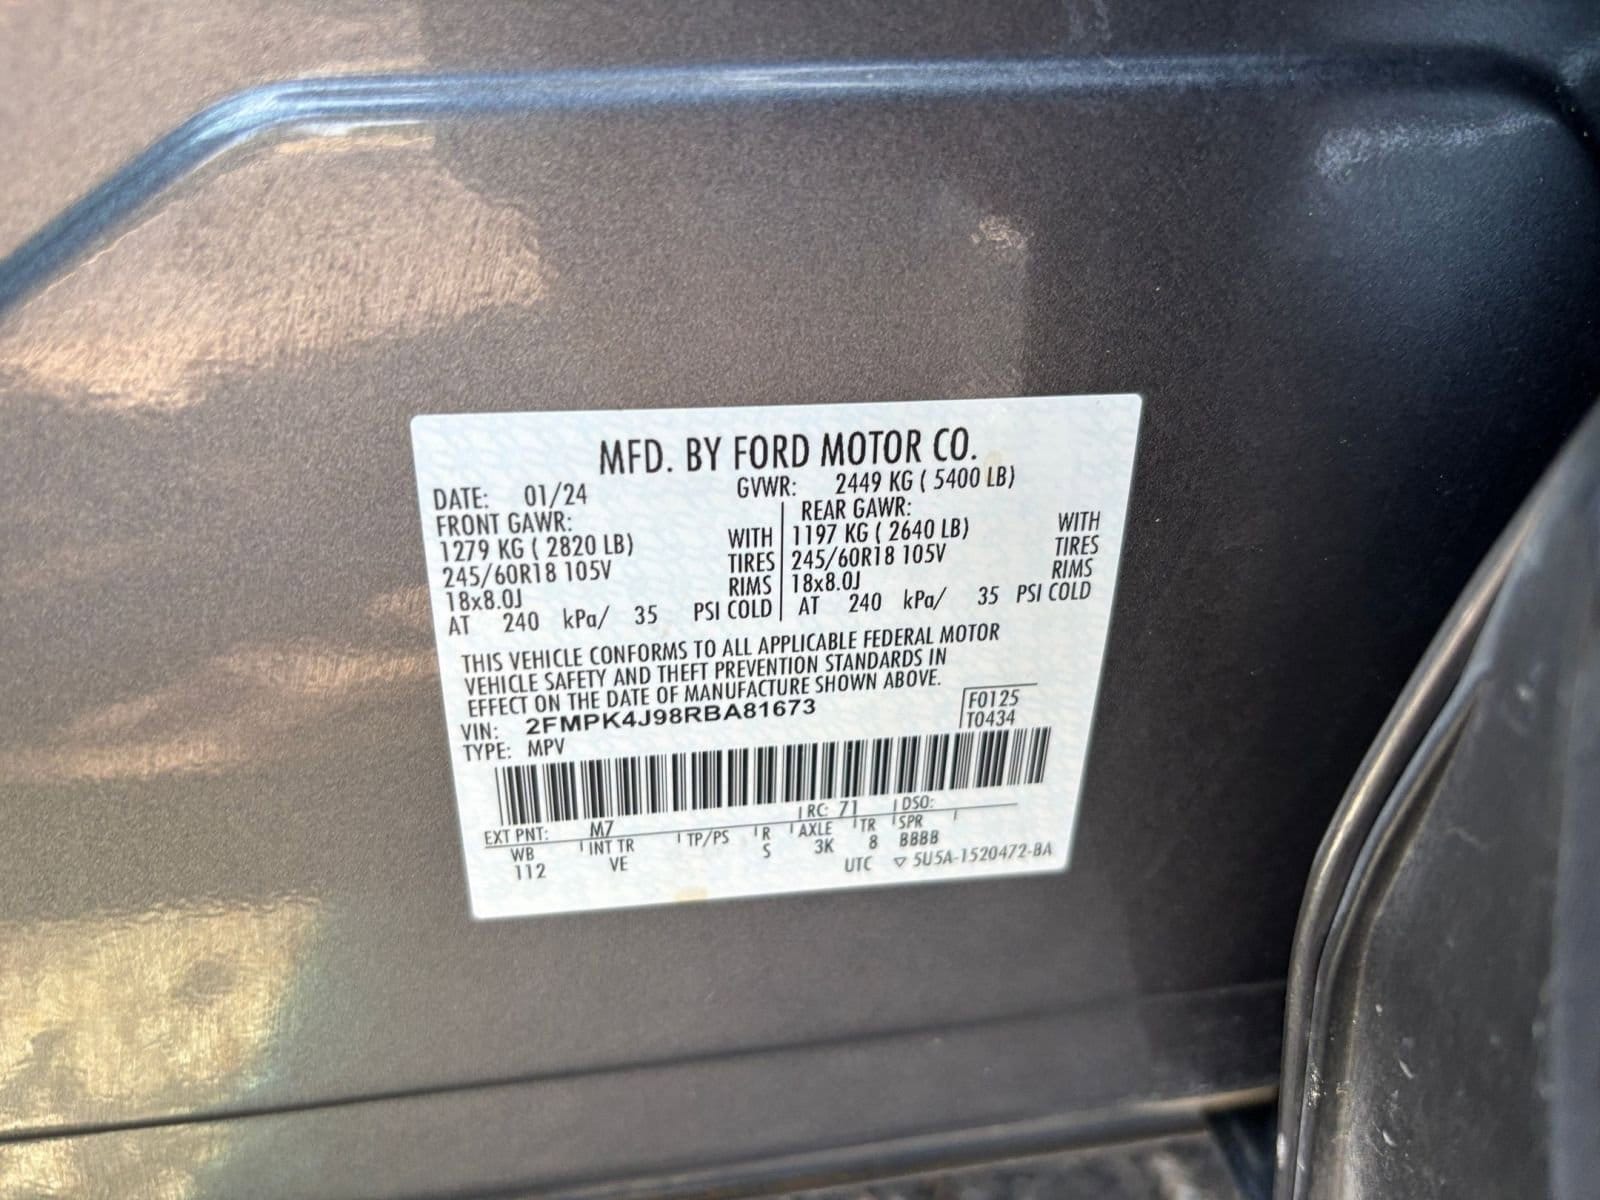 MFD. BY FORD MOTOR CO.
DATE: 01/24 GVWR: 2449 KG ( 5400 LB)
FRONT GAWR: REAR GAWR:
1279 KG ( 2820 LB) WITH 1197 KG ( 2640 LB) WITH
245/60R18 105V TIRES 245/60R18 105V TIRES
18x8.0J RIMS 18x8.0J RIMS
AT 240 kPa/ 35 PSI COLD AT 240 kPa/ 35 PSI COLD
THIS VEHICLE CONFORMS TO ALL APPLICABLE FEDERAL MOTOR
VEHICLE SAFETY AND THEFT PREVENTION STANDARDS IN
EFFECT ON THE DATE OF MANUFACTURE SHOWN ABOVE.
VIN: 2FMPK4J98RBA81673 F0125
TYPE: MPV T0434
EXT PNT: M7 RC: 71 DSO:
WB INT TR TP/PS R AXLE TR SPR
112 VE S 3K 8 BBBB
UTC ▽ 5U5A-1520472-BA